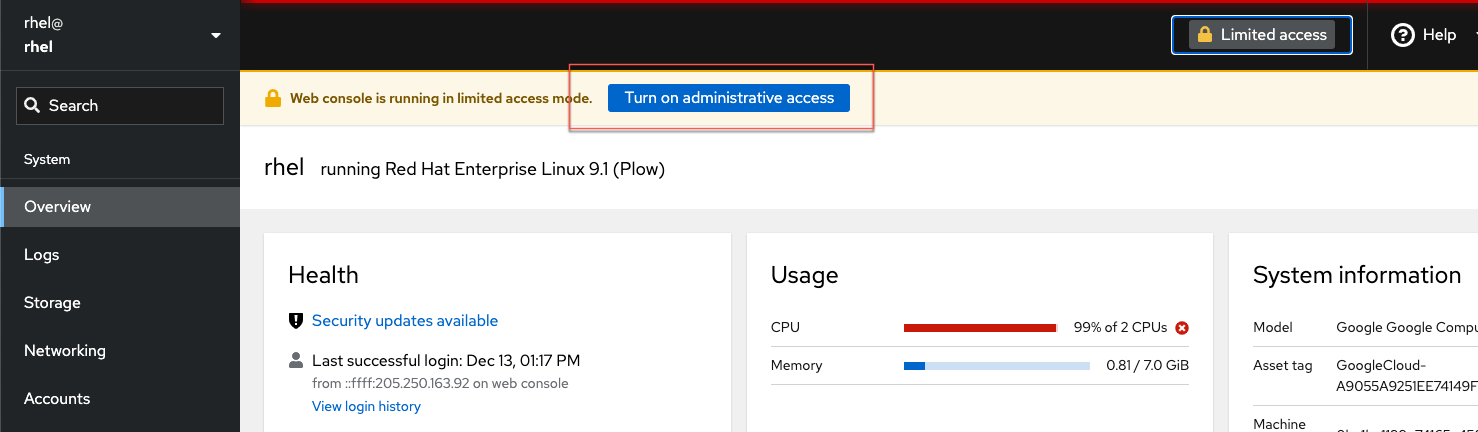 rhel@
rhel
Limited access
Help
Search
Web console is running in limited access mode.
Turn on administrative access
System
rhel running Red Hat Enterprise Linux 9.1 (Plow)
Overview
Logs
Storage
Networking
Accounts
Health
Security updates available
Last successful login: Dec 13, 01:17 PM
from ::ffff:205.250.163.92 on web console
View login history
Usage
CPU 99% of 2 CPUs
Memory 0.81 / 7.0 GiB
System information
Model Google Google Compu
Asset tag GoogleCloud-
A9055A9251EE74149F
Machine